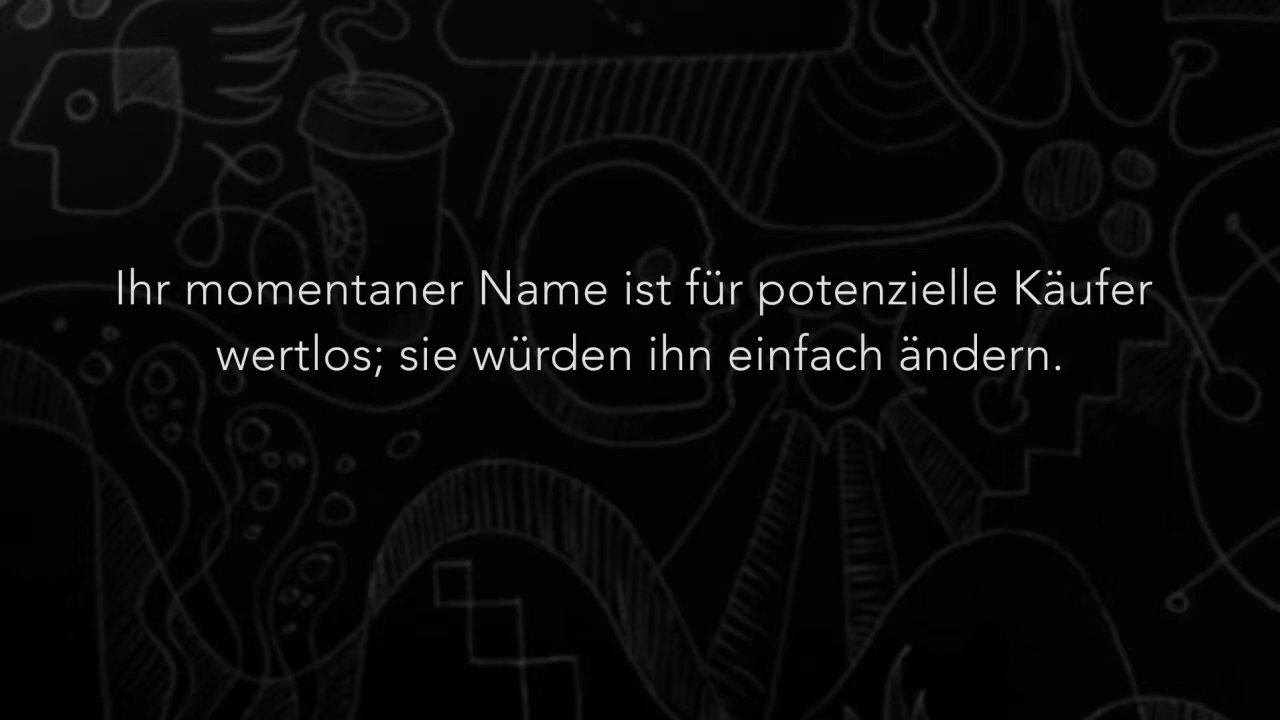 Ihr momentaner Name ist für potenzielle Käufer
wertlos; sie würden ihn einfach ändern.